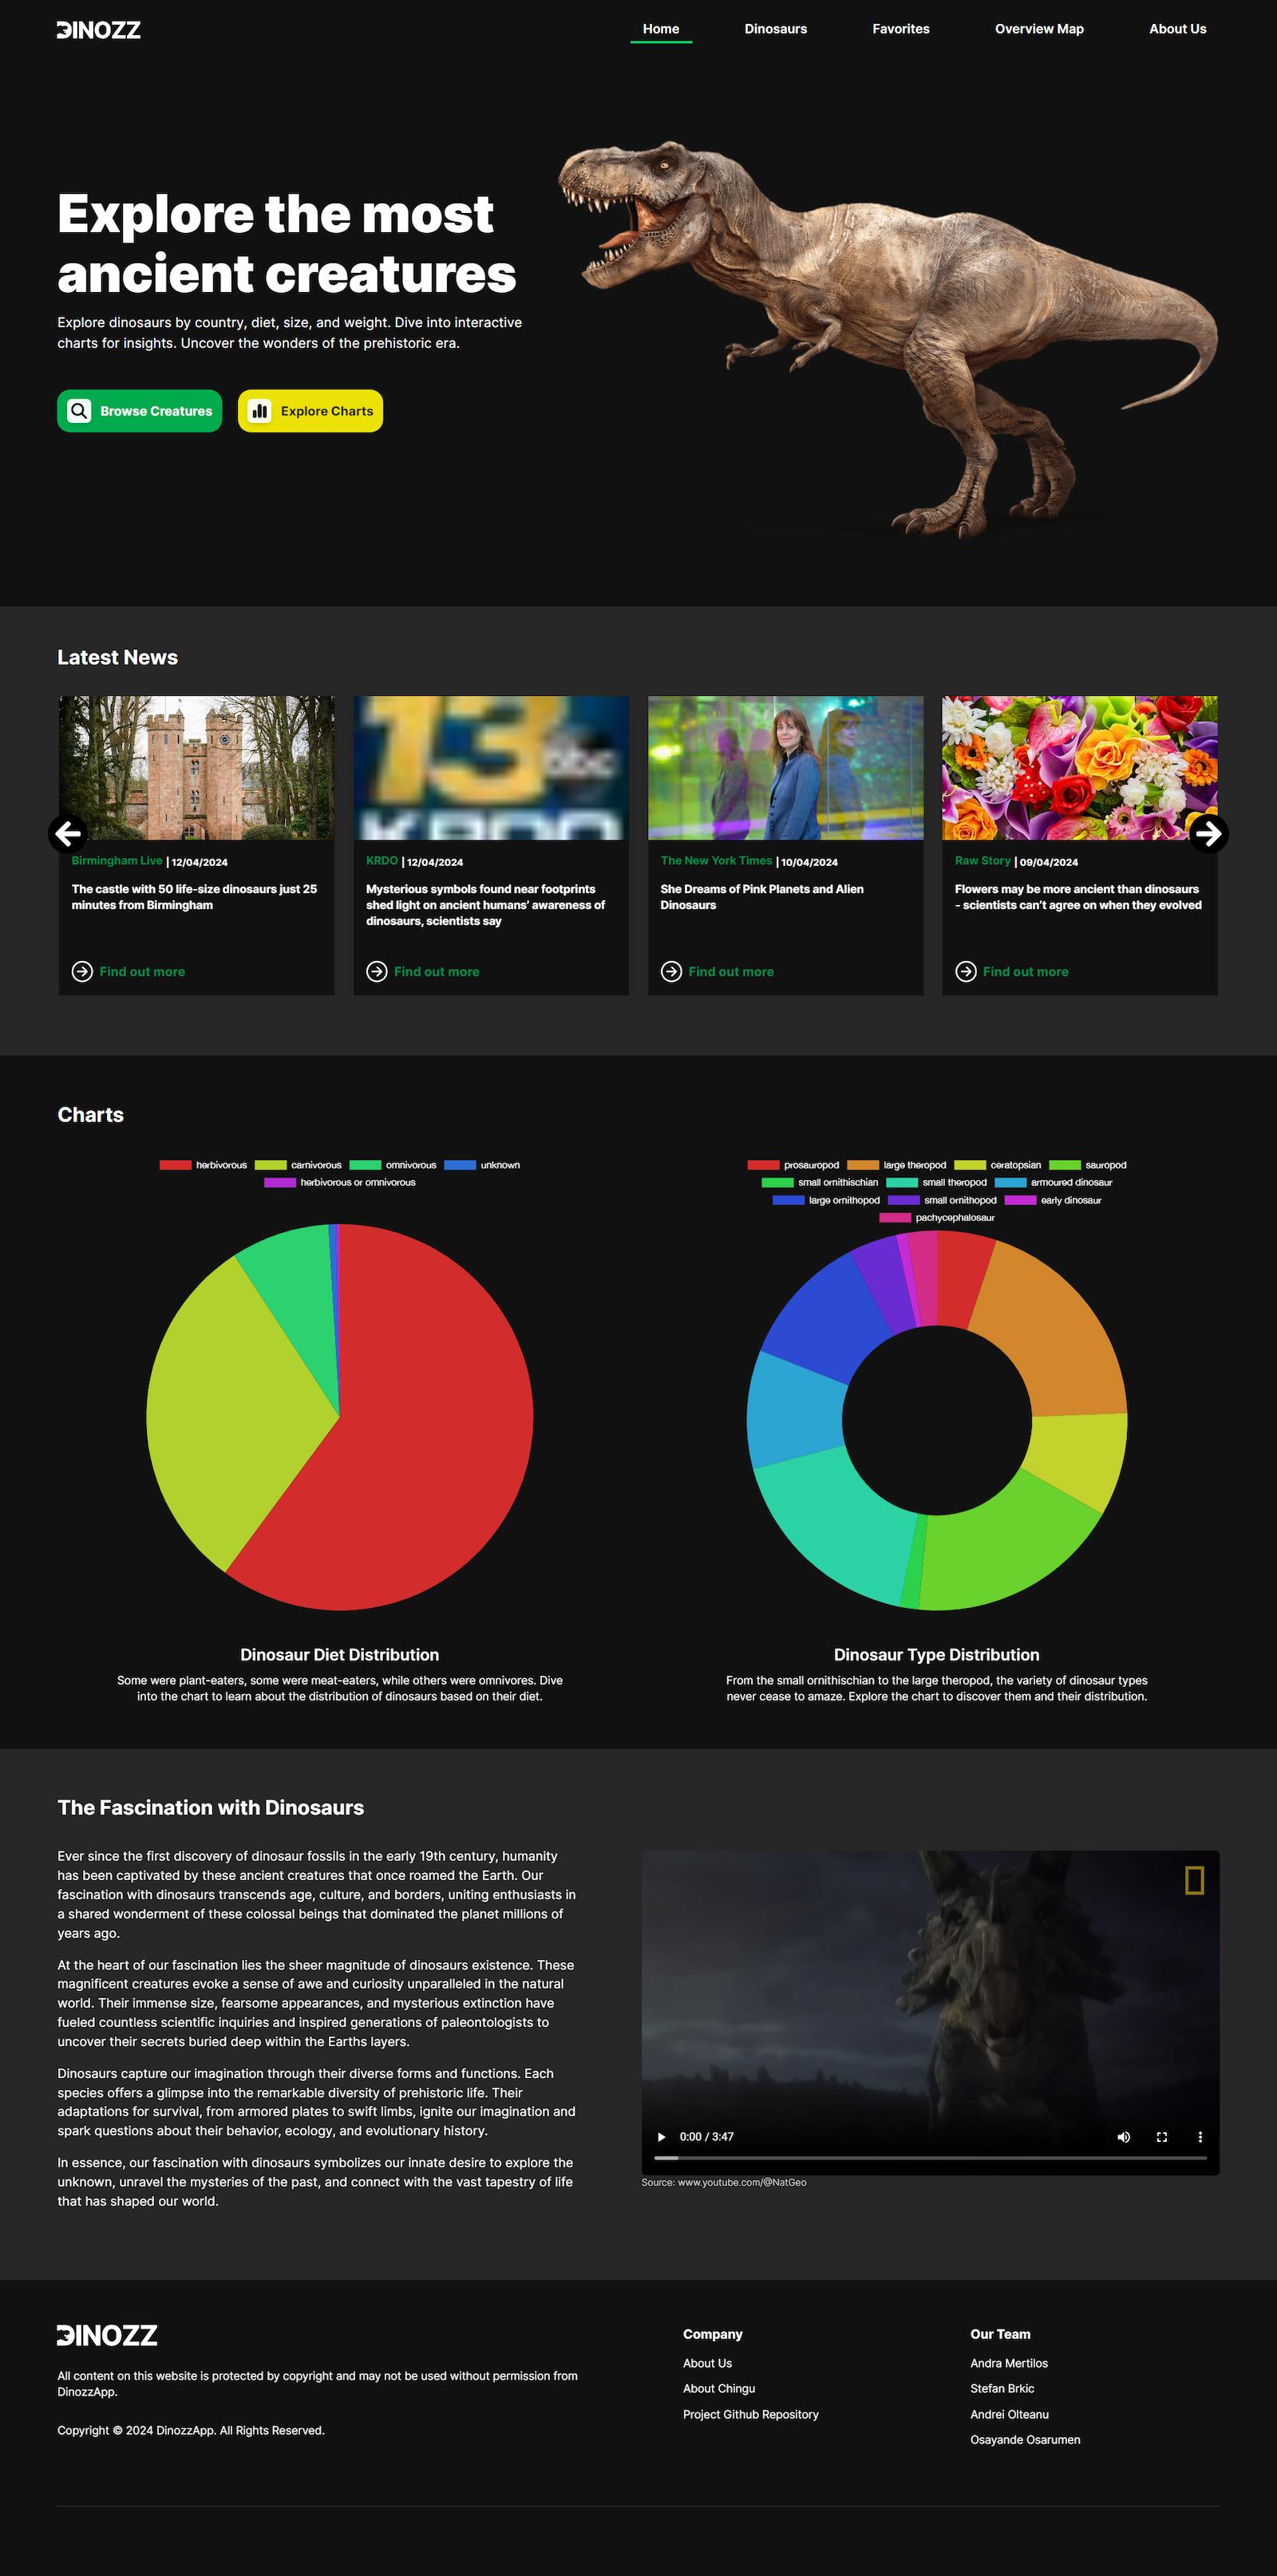 DINOZZ
Home
Dinosaurs
Favorites
Overview Map
About Us
Explore the most
ancient creatures
Explore dinosaurs by country, diet, size, and weight. Dive into interactive
charts for insights. Uncover the wonders of the prehistoric era.
Browse Creatures
Explore Charts
Latest News
13
abc
KRDO
Birmingham Live | 12/04/2024
The castle with 50 life-size dinosaurs just 25
minutes from Birmingham
Find out more
KRDO | 12/04/2024
Mysterious symbols found near footprints
shed light on ancient humans’ awareness of
dinosaurs, scientists say
Find out more
The New York Times | 10/04/2024
She Dreams of Pink Planets and Alien
Dinosaurs
Find out more
Raw Story | 09/04/2024
Flowers may be more ancient than dinosaurs
- scientists can’t agree on when they evolved
Find out more
Charts
herbivorous carnivorous omnivorous unknown
herbivorous or omnivorous
Dinosaur Diet Distribution
Some were plant-eaters, some were meat-eaters, while others were omnivores. Dive
into the chart to learn about the distribution of dinosaurs based on their diet.
prosauropod large theropod ceratopsian sauropod
small ornithischian small theropod armoured dinosaur
large ornithopod small ornithopod early dinosaur
pachycephalosaur
Dinosaur Type Distribution
From the small ornithischian to the large theropod, the variety of dinosaur types
never cease to amaze. Explore the chart to discover them and their distribution.
The Fascination with Dinosaurs
Ever since the first discovery of dinosaur fossils in the early 19th century, humanity
has been captivated by these ancient creatures that once roamed the Earth. Our
fascination with dinosaurs transcends age, culture, and borders, uniting enthusiasts in
a shared wonderment of these colossal beings that dominated the planet millions of
years ago.
At the heart of our fascination lies the sheer magnitude of dinosaurs existence. These
magnificent creatures evoke a sense of awe and curiosity unparalleled in the natural
world. Their immense size, fearsome appearances, and mysterious extinction have
fueled countless scientific inquiries and inspired generations of paleontologists to
uncover their secrets buried deep within the Earths layers.
Dinosaurs capture our imagination through their diverse forms and functions. Each
species offers a glimpse into the remarkable diversity of prehistoric life. Their
adaptations for survival, from armored plates to swift limbs, ignite our imagination and
spark questions about their behavior, ecology, and evolutionary history.
In essence, our fascination with dinosaurs symbolizes our innate desire to explore the
unknown, unravel the mysteries of the past, and connect with the vast tapestry of life
that has shaped our world.
0:00 / 3:47
Source: www.youtube.com/@NatGeo
DINOZZ
All content on this website is protected by copyright and may not be used without permission from
DinozzApp.
Copyright © 2024 DinozzApp. All Rights Reserved.
Company
About Us
About Chingu
Project Github Repository
Our Team
Andra Mertilos
Stefan Brkic
Andrei Olteanu
Osayande Osarumen